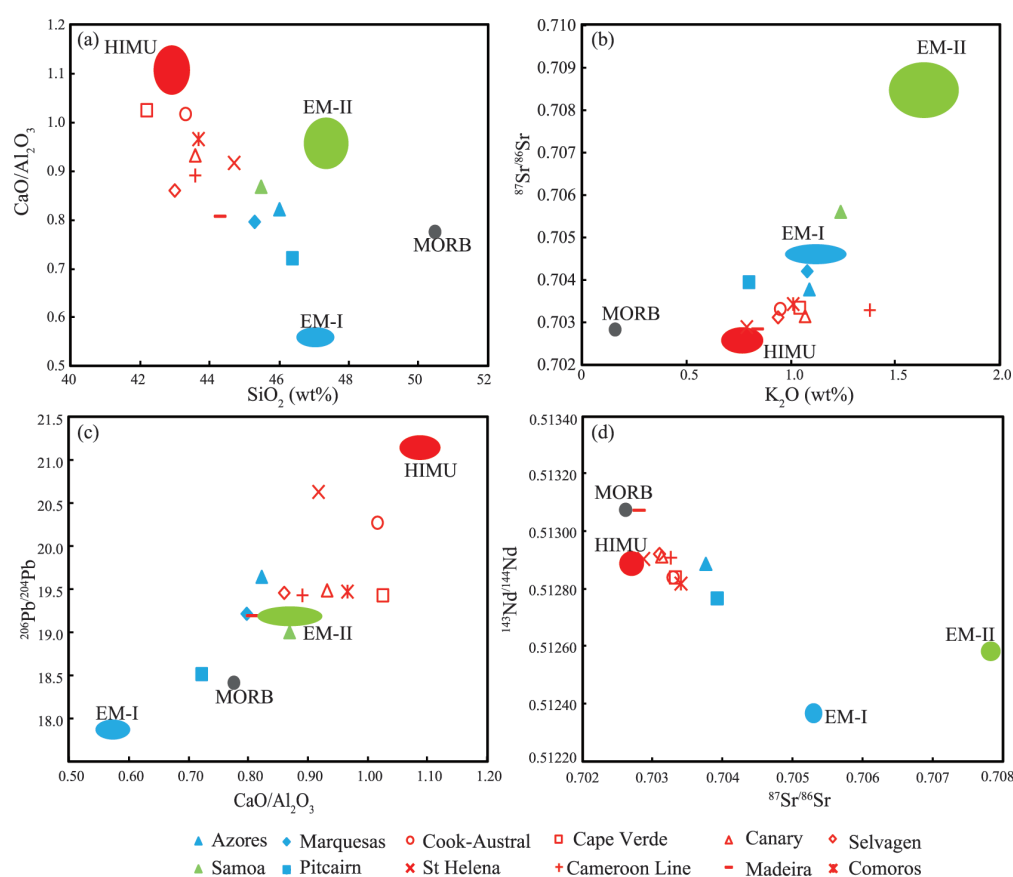 (a)
HIMU
EM-II
MORB
EM-I
CaO/Al₂O₃
1.2
1.1
1.0
0.9
0.8
0.7
0.6
0.5
40 42 44 46 48 50 52
SiO₂ (wt%)
(b)
EM-II
EM-I
MORB
HIMU
⁸⁷Sr/⁸⁶Sr
0.710
0.709
0.708
0.707
0.706
0.705
0.704
0.703
0.702
0 0.5 1.0 1.5 2.0
K₂O (wt%)
(c)
HIMU
EM-II
MORB
EM-I
²⁰⁶Pb/²⁰⁴Pb
21.0
20.5
20.0
19.5
19.0
18.5
18.0
0.50 0.60 0.70 0.80 0.90 1.00 1.10 1.20
CaO/Al₂O₃
(d)
MORB
HIMU
EM-II
EM-I
¹⁴³Nd/¹⁴⁴Nd
0.51340
0.51320
0.51300
0.51280
0.51260
0.51240
0.51220
0.702 0.703 0.704 0.705 0.706 0.707 0.708
⁸⁷Sr/⁸⁶Sr
Azores Marquesas Cook-Austral Cape Verde Canary Selvagen
Samoa Pitcairn St Helena Cameroon Line Madeira Comoros